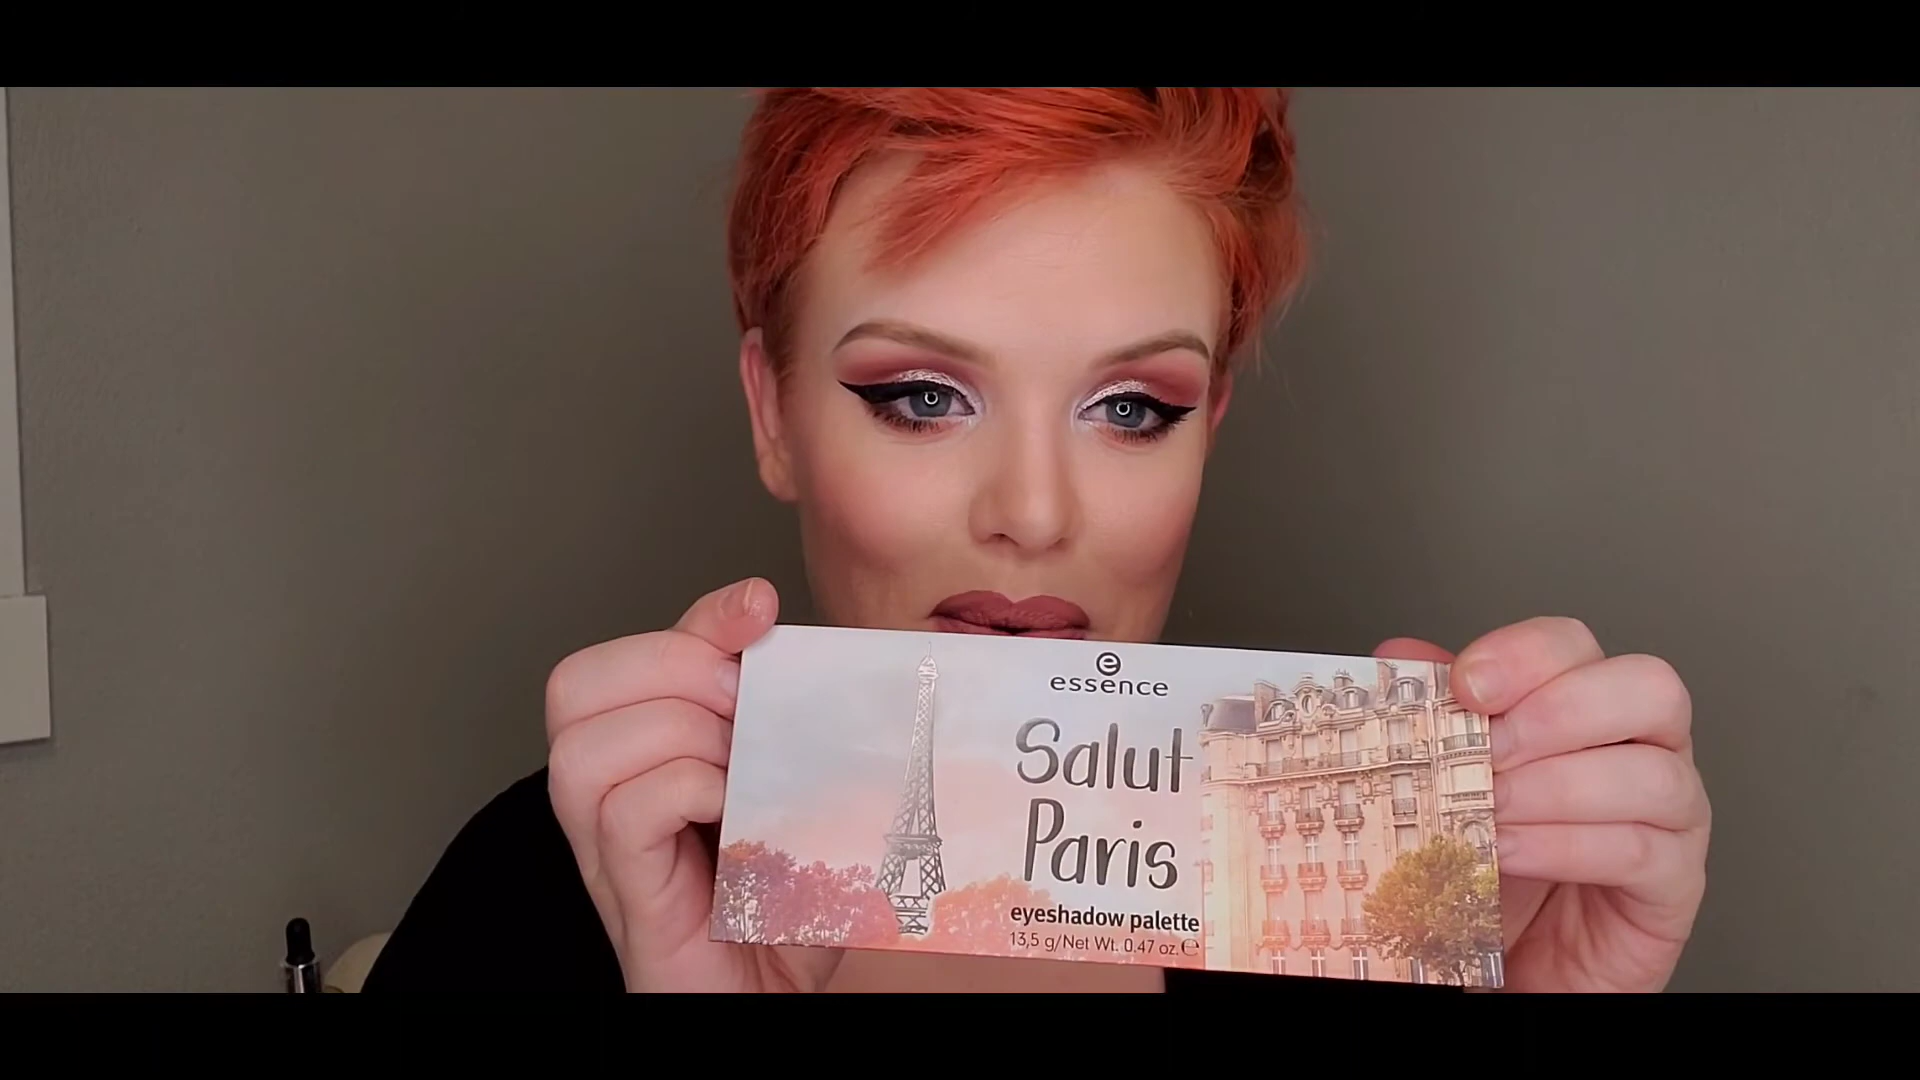 essence
Salut
Paris
eyeshadow palette
13,5 g/Net Wt. 0.47 oz. ℮